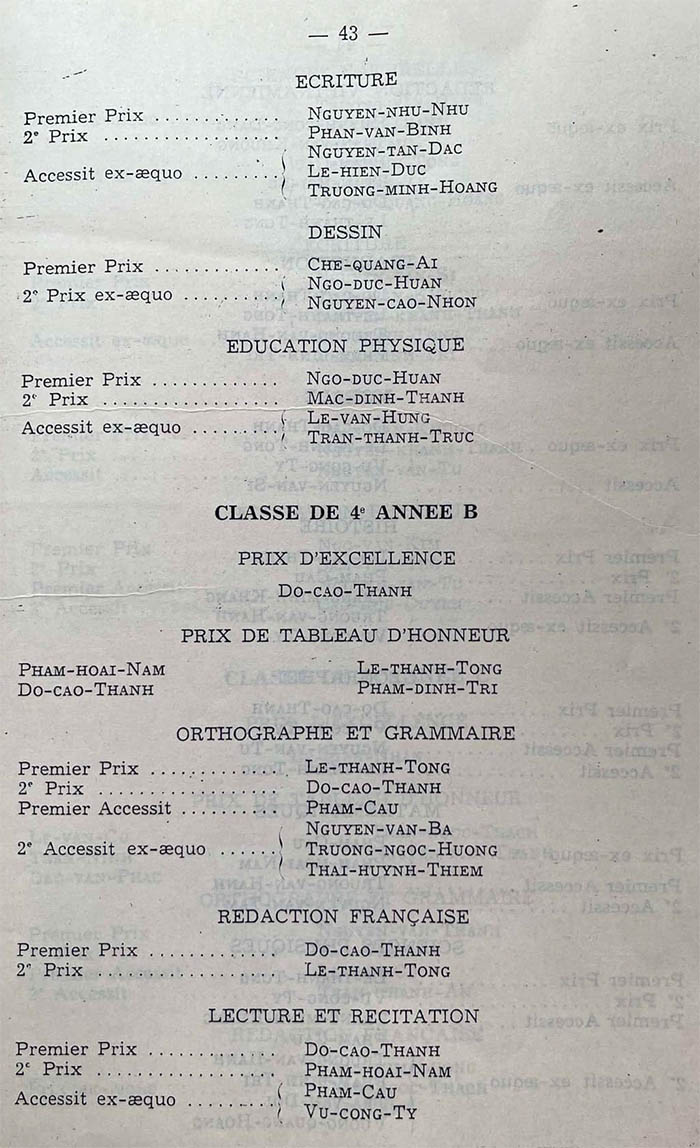 — 43 —
ECRITURE
Premier Prix . . . . . . . . . . . . . NGUYEN-NHU-NHU
2e Prix . . . . . . . . . . . . . . . . . . PHAN-VAN-BINH
NGUYEN-TAN-DAC
Accessit ex-æquo . . . . . . . . . LE-HIEN-DUC
TRUONG-MINH-HOANG
DESSIN
Premier Prix . . . . . . . . . . . . . CHE-QUANG-AI
2e Prix ex-æquo . . . . . . . . . . NGO-DUC-HUAN
NGUYEN-CAO-NHON
EDUCATION PHYSIQUE
Premier Prix . . . . . . . . . . . . . NGO-DUC-HUAN
2e Prix . . . . . . . . . . . . . . . . . . MAC-DINH-THANH
Accessit ex-æquo . . . . . . . . . LE-VAN-HUNG
TRAN-THANH-TRUC
CLASSE DE 4e ANNEE B
PRIX D'EXCELLENCE
DO-CAO-THANH
PRIX DE TABLEAU D'HONNEUR
PHAM-HOAI-NAM LE-THANH-TONG
DO-CAO-THANH PHAM-DINH-TRI
ORTHOGRAPHE ET GRAMMAIRE
Premier Prix . . . . . . . . . . . . . LE-THANH-TONG
2e Prix . . . . . . . . . . . . . . . . . . DO-CAO-THANH
Premier Accessit . . . . . . . . . . PHAM-CAU
NGUYEN-VAN-BA
2e Accessit ex-æquo . . . . . . TRUONG-NGOC-HUONG
THAI-HUYNH-THIEM
REDACTION FRANÇAISE
Premier Prix . . . . . . . . . . . . . DO-CAO-THANH
2e Prix . . . . . . . . . . . . . . . . . . LE-THANH-TONG
LECTURE ET RECITATION
Premier Prix . . . . . . . . . . . . . DO-CAO-THANH
2e Prix . . . . . . . . . . . . . . . . . . PHAM-HOAI-NAM
Accessit ex-æquo . . . . . . . . . PHAM-CAU
VU-CONG-TY